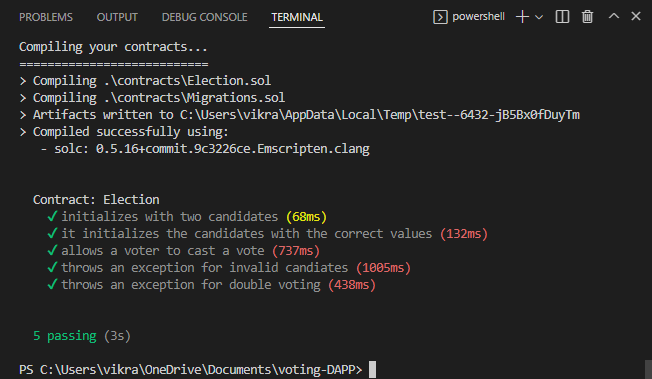 PROBLEMS OUTPUT DEBUG CONSOLE TERMINAL powershell
Compiling your contracts...
===========================
> Compiling .\contracts\Election.sol
> Compiling .\contracts\Migrations.sol
> Artifacts written to C:\Users\vikra\AppData\Local\Temp\test--6432-jB5Bx0fDuyTm
> Compiled successfully using:
- solc: 0.5.16+commit.9c3226ce.Emscripten.clang
Contract: Election
✓ initializes with two candidates (68ms)
✓ it initializes the candidates with the correct values (132ms)
✓ allows a voter to cast a vote (737ms)
✓ throws an exception for invalid candiates (1005ms)
✓ throws an exception for double voting (438ms)
5 passing (3s)
PS C:\Users\vikra\OneDrive\Documents\voting-DAPP>